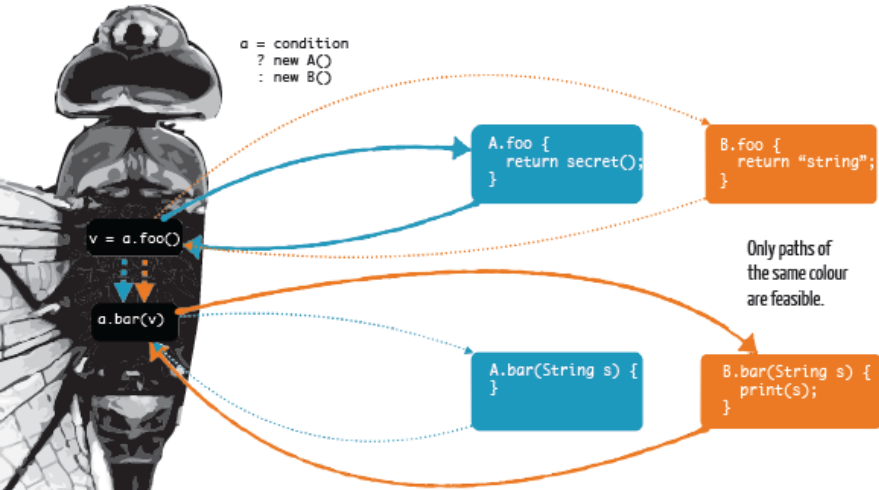 a = condition
? new A()
: new B()
A.foo {
return secret();
}
B.foo {
return “string”;
}
v = a.foo()
Only paths of
the same colour
are feasible.
a.bar(v)
A.bar(String s) {
}
B.bar(String s) {
print(s);
}